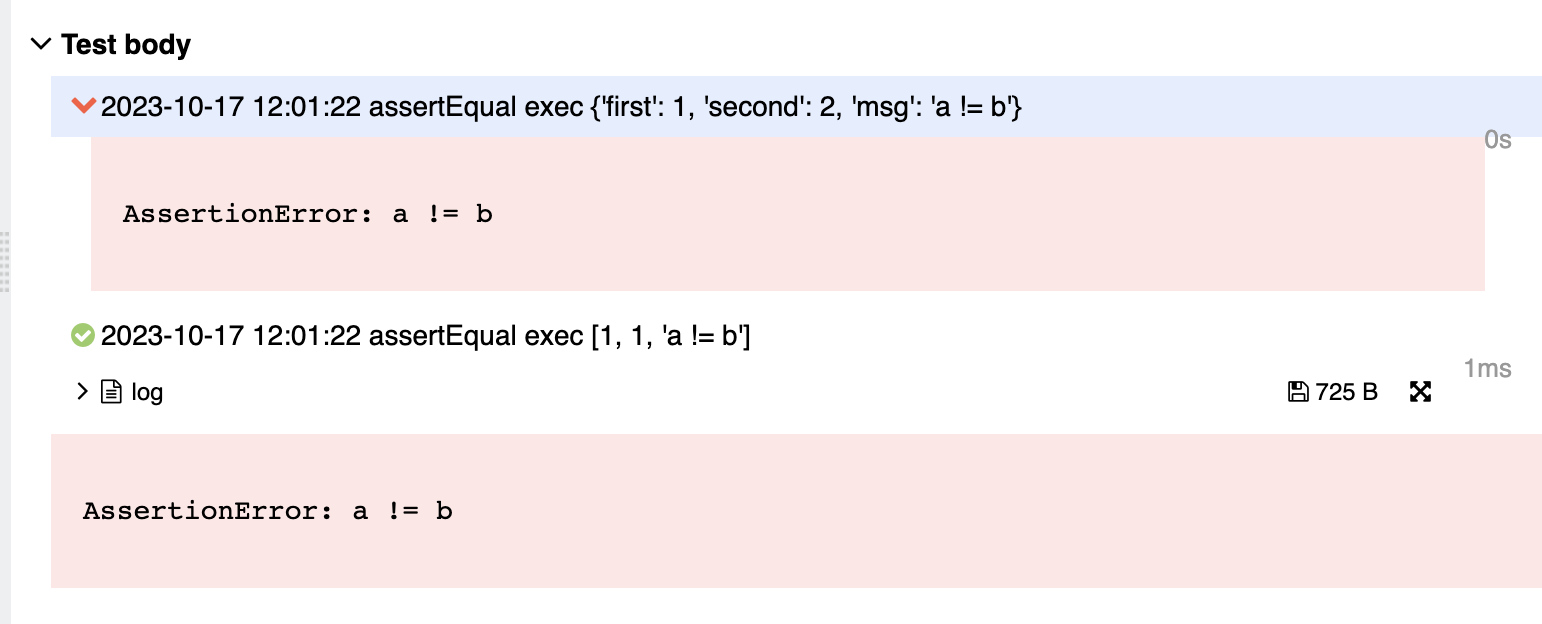 Test body
2023-10-17 12:01:22 assertEqual exec {'first': 1, 'second': 2, 'msg': 'a != b'}
0s
AssertionError: a != b
2023-10-17 12:01:22 assertEqual exec [1, 1, 'a != b']
1ms
log 725 B
AssertionError: a != b